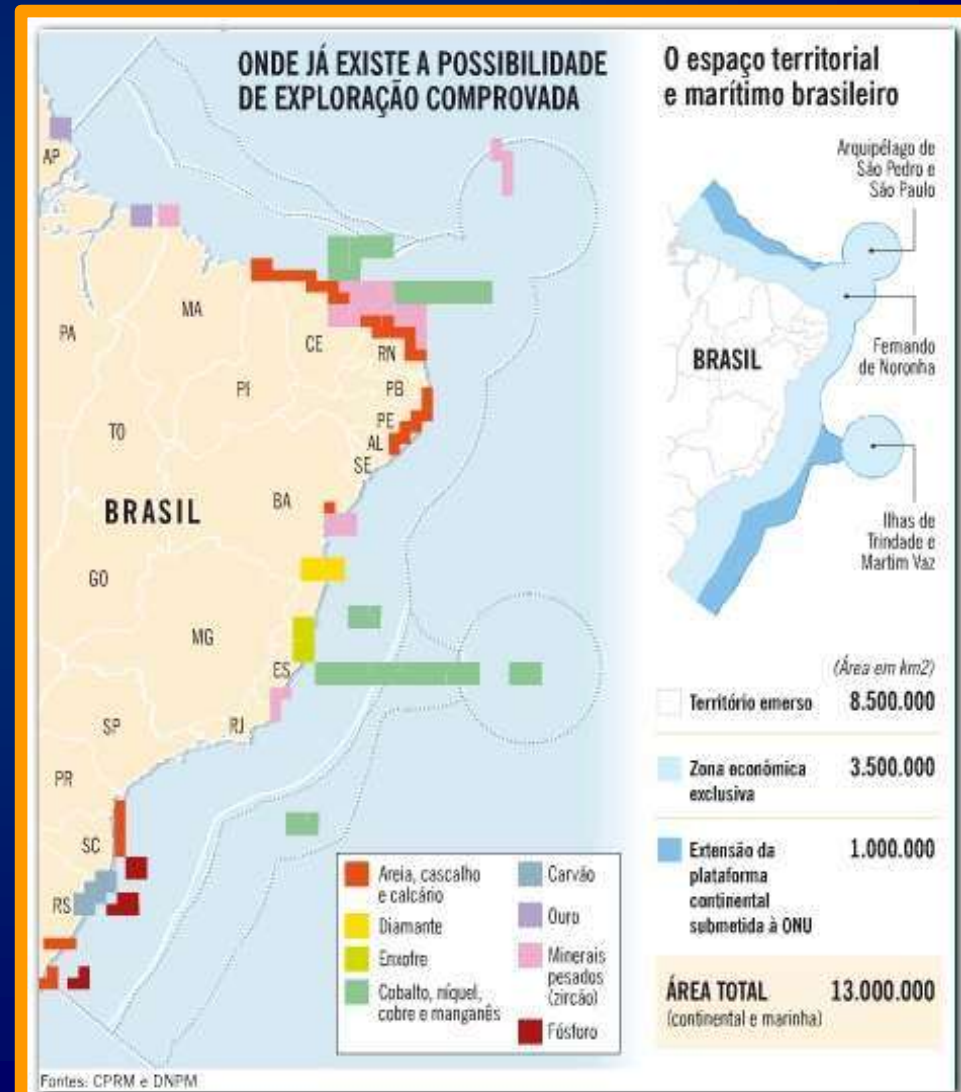 ONDE JÁ EXISTE A POSSIBILIDADE
DE EXPLORAÇÃO COMPROVADA
AP
PA
MA
CE
RN
PI
PB
PE
AL
SE
TO
BA
BRASIL
GO
MG
ES
SP
RJ
PR
SC
RS
Areia, cascalho
e calcário
Diamante
Enxofre
Cobalto, níquel,
cobre e manganês
Carvão
Ouro
Minerais
pesados
(zircão)
Fósforo
Fontes: CPRM e DNPM
O espaço territorial
e marítimo brasileiro
Arquipélago de
São Pedro e
São Paulo
BRASIL
Fernando
de Noronha
Ilhas de
Trindade e
Martim Vaz
(Área em km2)
Território emerso 8.500.000
Zona econômica
exclusiva 3.500.000
Extensão da 1.000.000
plataforma
continental
submetida à ONU
ÁREA TOTAL 13.000.000
(continental e marinha)